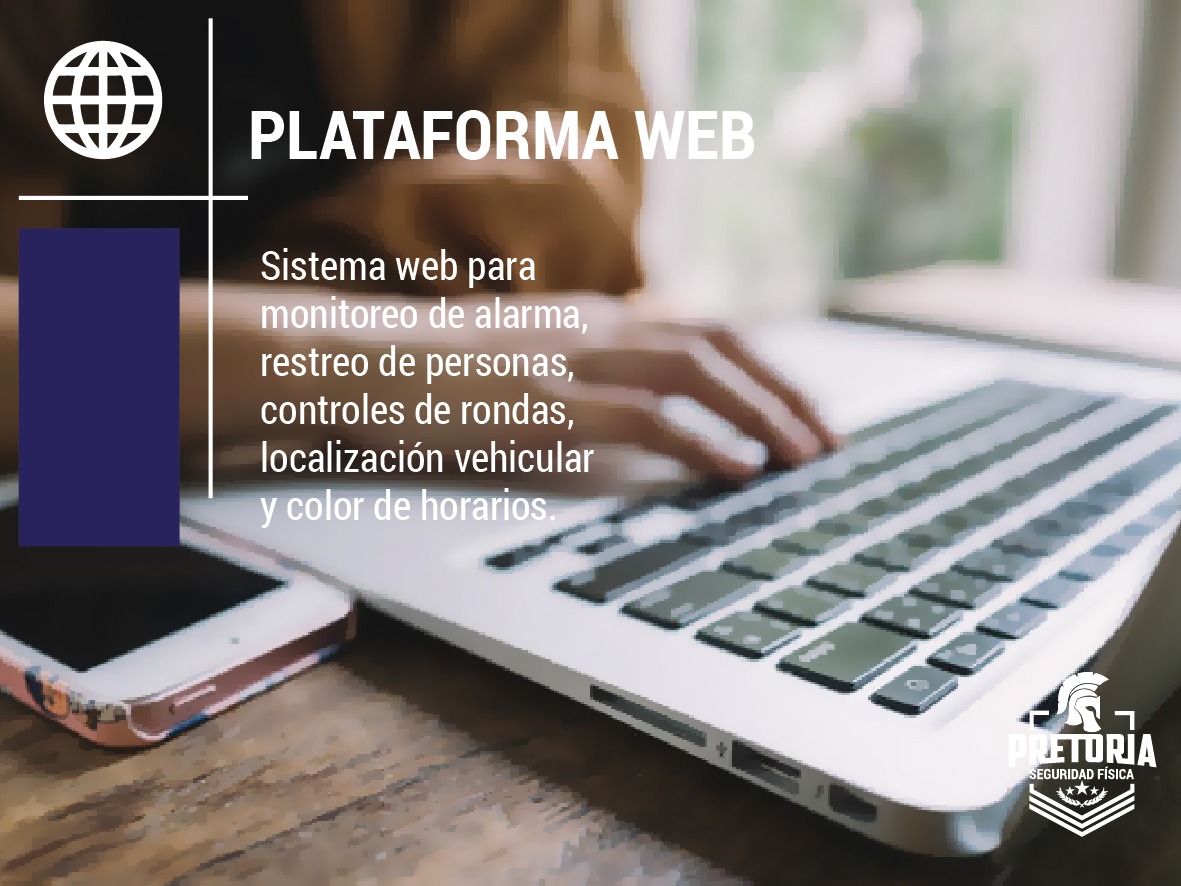 PLATAFORMA WEB
Sistema web para
monitoreo de alarma,
restreo de personas,
controles de rondas,
localización vehicular
y color de horarios.
PRETORIA
SEGURIDAD FÍSICA